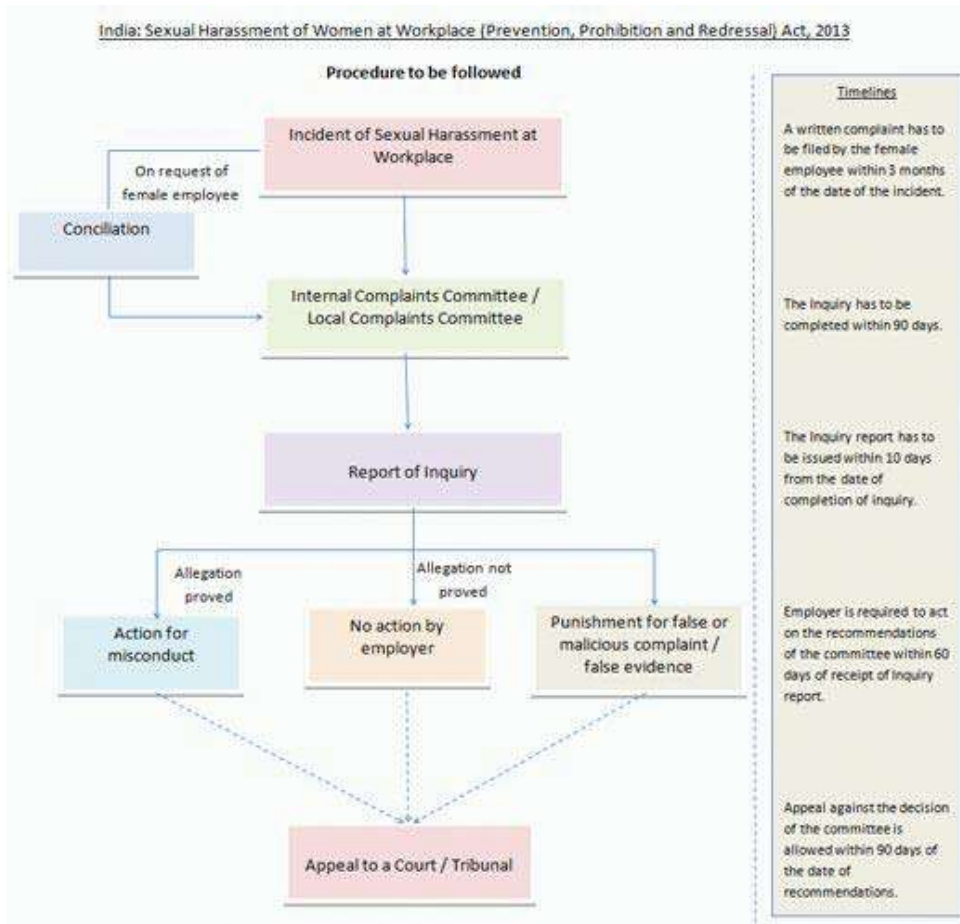 India: Sexual Harassment of Women at Workplace (Prevention, Prohibition and Redressal) Act, 2013
Procedure to be followed
Incident of Sexual Harassment at
Workplace
On request of
female employee
Conciliation
Internal Complaints Committee /
Local Complaints Committee
Report of Inquiry
Allegation
proved
Allegation not
proved
Action for
misconduct
No action by
employer
Punishment for false or
malicious complaint /
false evidence
Appeal to a Court / Tribunal
Timelines
A written complaint has to
be filed by the female
employee within 3 months
of the date of the incident.
The Inquiry has to be
completed within 90 days.
The Inquiry report has to
be issued within 10 days
from the date of
completion of inquiry.
Employer is required to act
on the recommendations
of the committee within 60
days of receipt of Inquiry
report.
Appeal against the decision
of the committee is
allowed within 90 days of
the date of
recommendations.